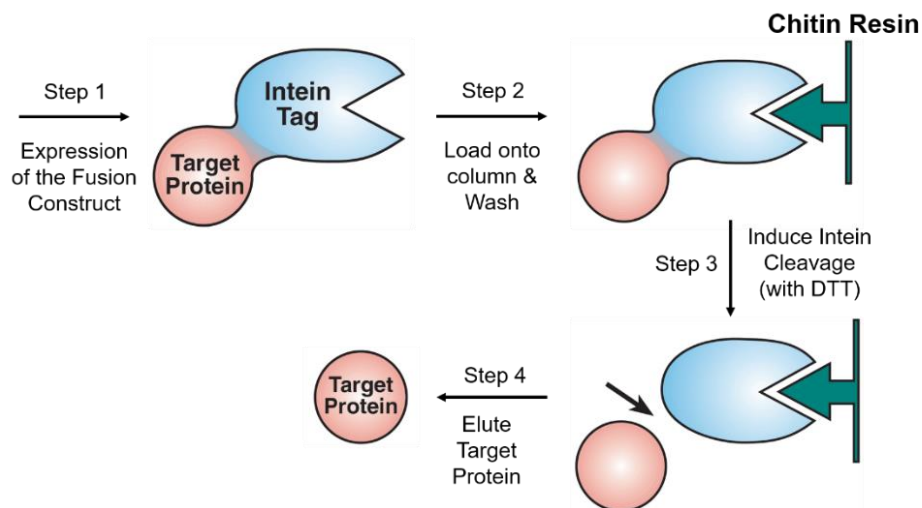 Chitin Resin
Step 1
Expression
of the Fusion
Construct
Intein
Tag
Target
Protein
Step 2
Load onto
column &
Wash
Step 3
Induce Intein
Cleavage
(with DTT)
Step 4
Elute
Target
Protein
Target
Protein